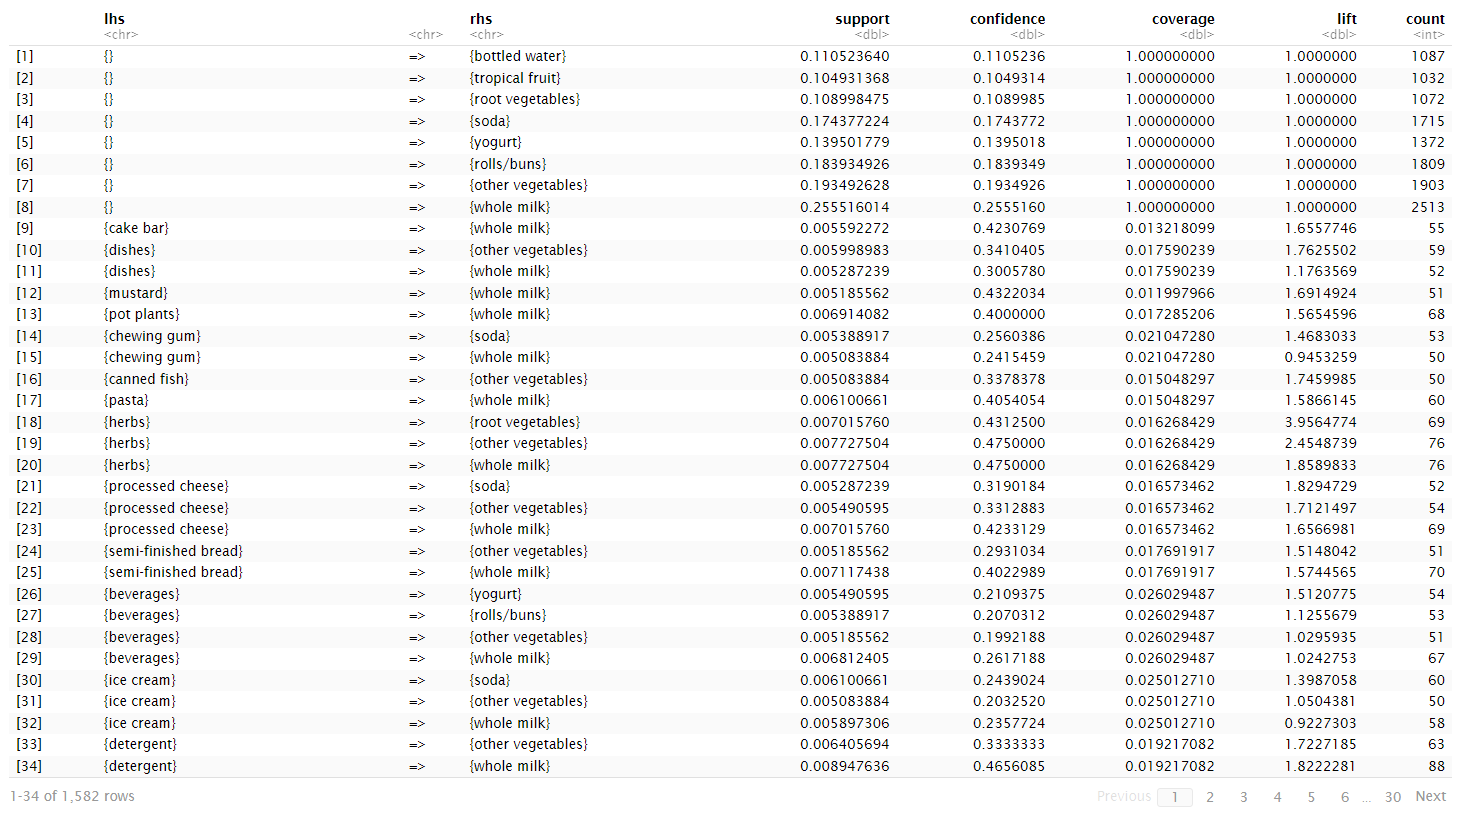 lhs rhs support confidence coverage lift count
<chr> <chr> <chr> <dbl> <dbl> <dbl> <dbl> <int>
[1] {} => {bottled water} 0.110523640 0.1105236 1.000000000 1.0000000 1087
[2] {} => {tropical fruit} 0.104931368 0.1049314 1.000000000 1.0000000 1032
[3] {} => {root vegetables} 0.108998475 0.1089985 1.000000000 1.0000000 1072
[4] {} => {soda} 0.174377224 0.1743772 1.000000000 1.0000000 1715
[5] {} => {yogurt} 0.139501779 0.1395018 1.000000000 1.0000000 1372
[6] {} => {rolls/buns} 0.183934926 0.1839349 1.000000000 1.0000000 1809
[7] {} => {other vegetables} 0.193492628 0.1934926 1.000000000 1.0000000 1903
[8] {} => {whole milk} 0.255516014 0.2555160 1.000000000 1.0000000 2513
[9] {cake bar} => {whole milk} 0.005592272 0.4230769 0.013218099 1.6557746 55
[10] {dishes} => {other vegetables} 0.005998983 0.3410405 0.017590239 1.7625502 59
[11] {dishes} => {whole milk} 0.005287239 0.3005780 0.017590239 1.1763569 52
[12] {mustard} => {whole milk} 0.005185562 0.4322034 0.011997966 1.6914924 51
[13] {pot plants} => {whole milk} 0.006914082 0.4000000 0.017285206 1.5654596 68
[14] {chewing gum} => {soda} 0.005388917 0.2560386 0.021047280 1.4683033 53
[15] {chewing gum} => {whole milk} 0.005083884 0.2415459 0.021047280 0.9453259 50
[16] {canned fish} => {other vegetables} 0.005083884 0.3378378 0.015048297 1.7459985 50
[17] {pasta} => {whole milk} 0.006100661 0.4054054 0.015048297 1.5866145 60
[18] {herbs} => {root vegetables} 0.007015760 0.4312500 0.016268429 3.9564774 69
[19] {herbs} => {other vegetables} 0.007727504 0.4750000 0.016268429 2.4548739 76
[20] {herbs} => {whole milk} 0.007727504 0.4750000 0.016268429 1.8589833 76
[21] {processed cheese} => {soda} 0.005287239 0.3190184 0.016573462 1.8294729 52
[22] {processed cheese} => {other vegetables} 0.005490595 0.3312883 0.016573462 1.7121497 54
[23] {processed cheese} => {whole milk} 0.007015760 0.4233129 0.016573462 1.6566981 69
[24] {semi-finished bread} => {other vegetables} 0.005185562 0.2931034 0.017691917 1.5148042 51
[25] {semi-finished bread} => {whole milk} 0.007117438 0.4022989 0.017691917 1.5744565 70
[26] {beverages} => {yogurt} 0.005490595 0.2109375 0.026029487 1.5120775 54
[27] {beverages} => {rolls/buns} 0.005388917 0.2070312 0.026029487 1.1255679 53
[28] {beverages} => {other vegetables} 0.005185562 0.1992188 0.026029487 1.0295935 51
[29] {beverages} => {whole milk} 0.006812405 0.2617188 0.026029487 1.0242753 67
[30] {ice cream} => {soda} 0.006100661 0.2439024 0.025012710 1.3987058 60
[31] {ice cream} => {other vegetables} 0.005083884 0.2032520 0.025012710 1.0504381 50
[32] {ice cream} => {whole milk} 0.005897306 0.2357724 0.025012710 0.9227303 58
[33] {detergent} => {other vegetables} 0.006405694 0.3333333 0.019217082 1.7227185 63
[34] {detergent} => {whole milk} 0.008947636 0.4656085 0.019217082 1.8222281 88
1-34 of 1,582 rows Previous 1 2 3 4 5 6 ... 30 Next